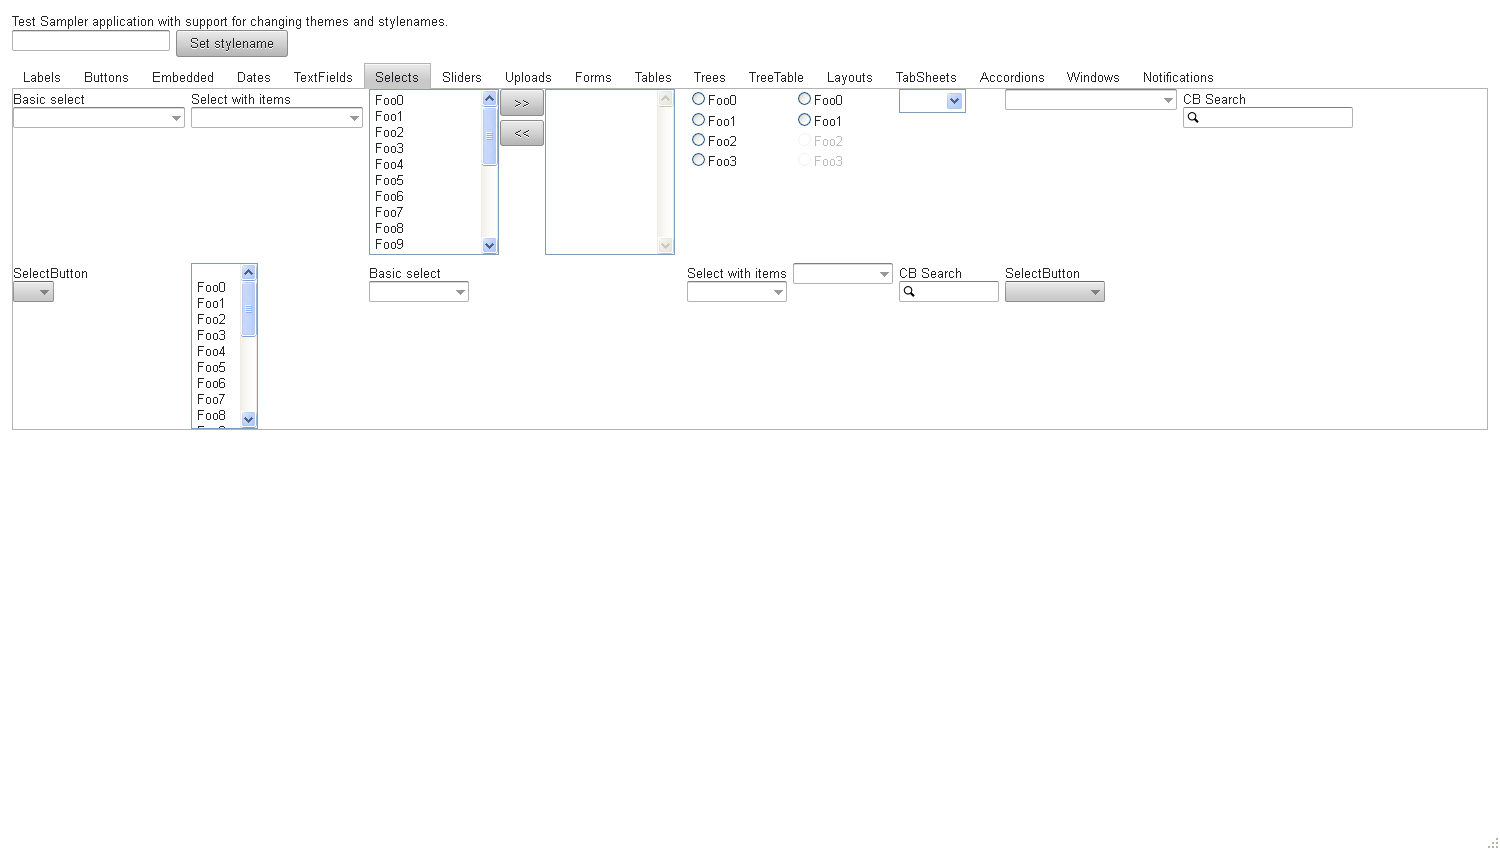 Test Sampler application with support for changing themes and stylenames.
Set stylename
Labels Buttons Embedded Dates TextFields Selects Sliders Uploads Forms Tables Trees TreeTable Layouts TabSheets Accordions Windows Notifications
Basic select
Select with items
Foo0
Foo1
Foo2
Foo3
Foo4
Foo5
Foo6
Foo7
Foo8
Foo9
>>
<<
Foo0
Foo1
Foo2
Foo3
Foo0
Foo1
Foo2
Foo3
CB Search
SelectButton
Foo0
Foo1
Foo2
Foo3
Foo4
Foo5
Foo6
Foo7
Foo8
Basic select
Select with items
CB Search
SelectButton